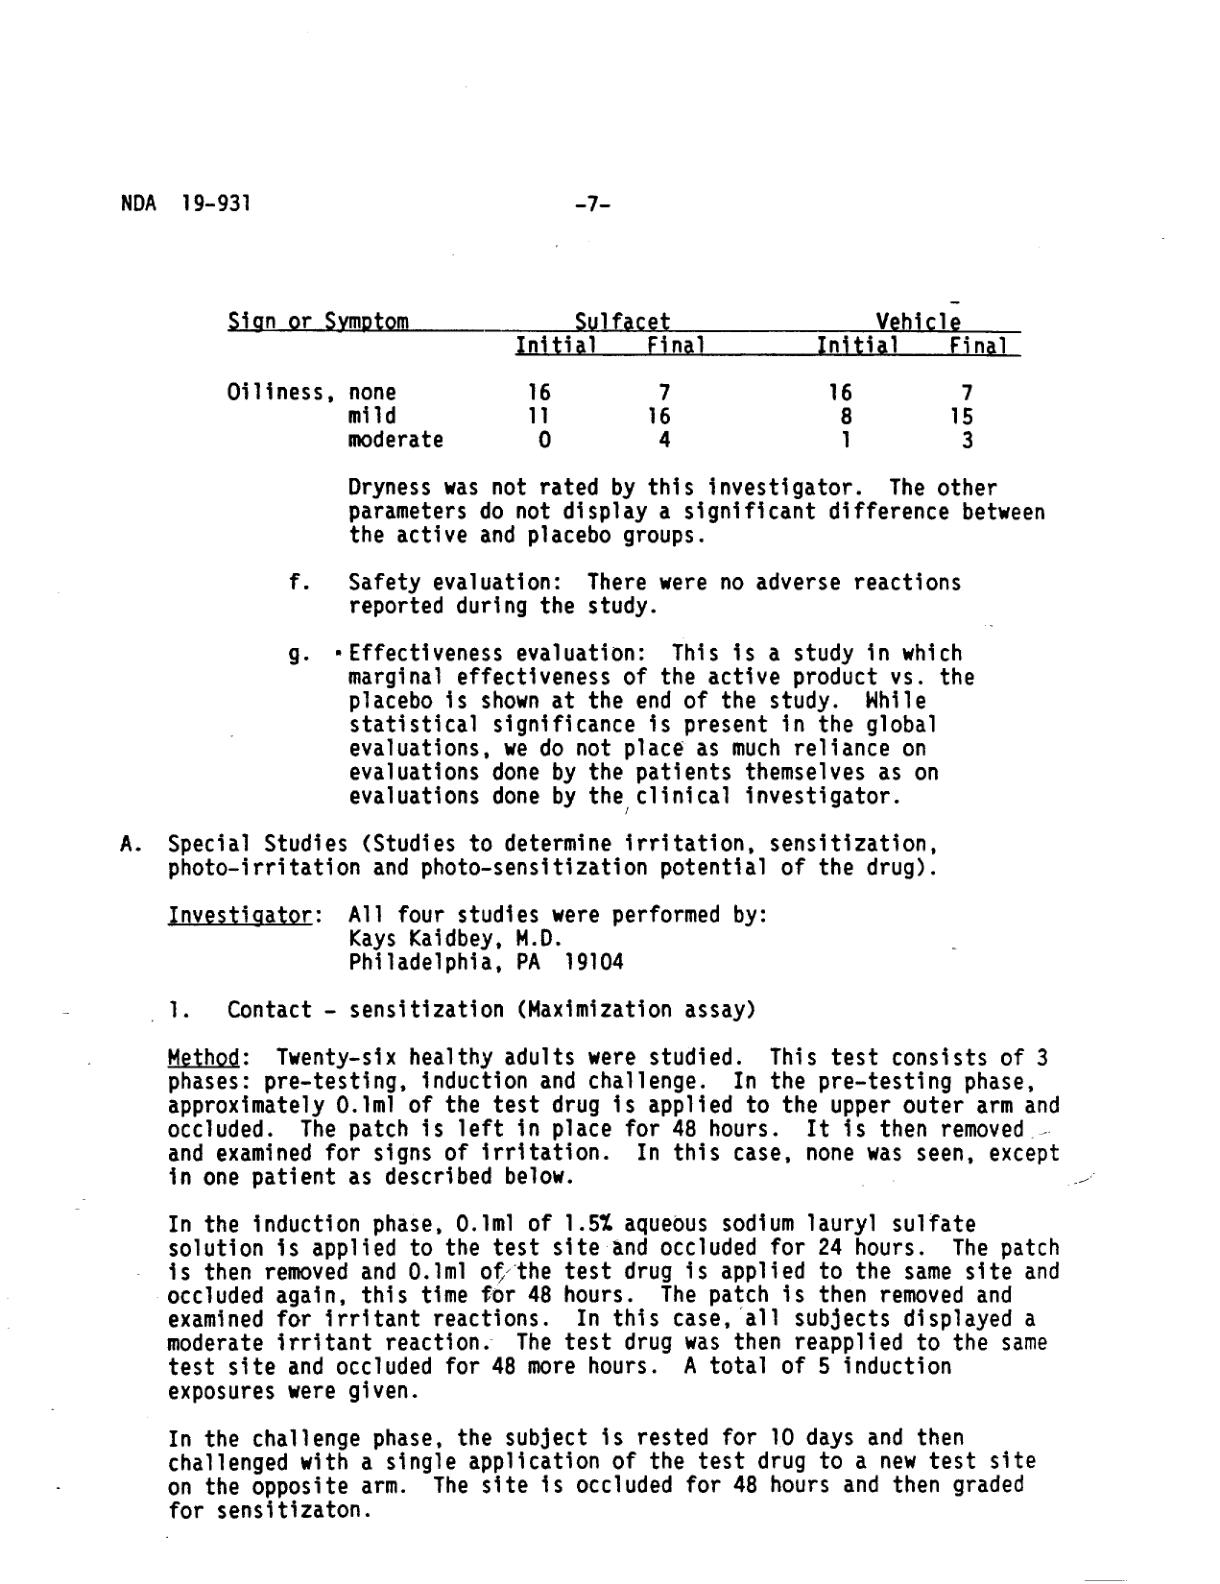 NDA 19-931 -7-
Sign or Symptom Sulfacet Vehicle
Initial Final Initial Final
Oiliness, none 16 7 16 7
mild 11 16 8 15
moderate 0 4 1 3
Dryness was not rated by this investigator. The other
parameters do not display a significant difference between
the active and placebo groups.
f. Safety evaluation: There were no adverse reactions
reported during the study.
g. Effectiveness evaluation: This is a study in which
marginal effectiveness of the active product vs. the
placebo is shown at the end of the study. While
statistical significance is present in the global
evaluations, we do not place as much reliance on
evaluations done by the patients themselves as on
evaluations done by the clinical investigator.
A. Special Studies (Studies to determine irritation, sensitization,
photo-irritation and photo-sensitization potential of the drug).
Investigator: All four studies were performed by:
Kays Kaidbey, M.D.
Philadelphia, PA 19104
1. Contact - sensitization (Maximization assay)
Method: Twenty-six healthy adults were studied. This test consists of 3
phases: pre-testing, induction and challenge. In the pre-testing phase,
approximately 0.1ml of the test drug is applied to the upper outer arm and
occluded. The patch is left in place for 48 hours. It is then removed
and examined for signs of irritation. In this case, none was seen, except
in one patient as described below.
In the induction phase, 0.1ml of 1.5% aqueous sodium lauryl sulfate
solution is applied to the test site and occluded for 24 hours. The patch
is then removed and 0.1ml of the test drug is applied to the same site and
occluded again, this time for 48 hours. The patch is then removed and
examined for irritant reactions. In this case, all subjects displayed a
moderate irritant reaction. The test drug was then reapplied to the same
test site and occluded for 48 more hours. A total of 5 induction
exposures were given.
In the challenge phase, the subject is rested for 10 days and then
challenged with a single application of the test drug to a new test site
on the opposite arm. The site is occluded for 48 hours and then graded
for sensitizaton.